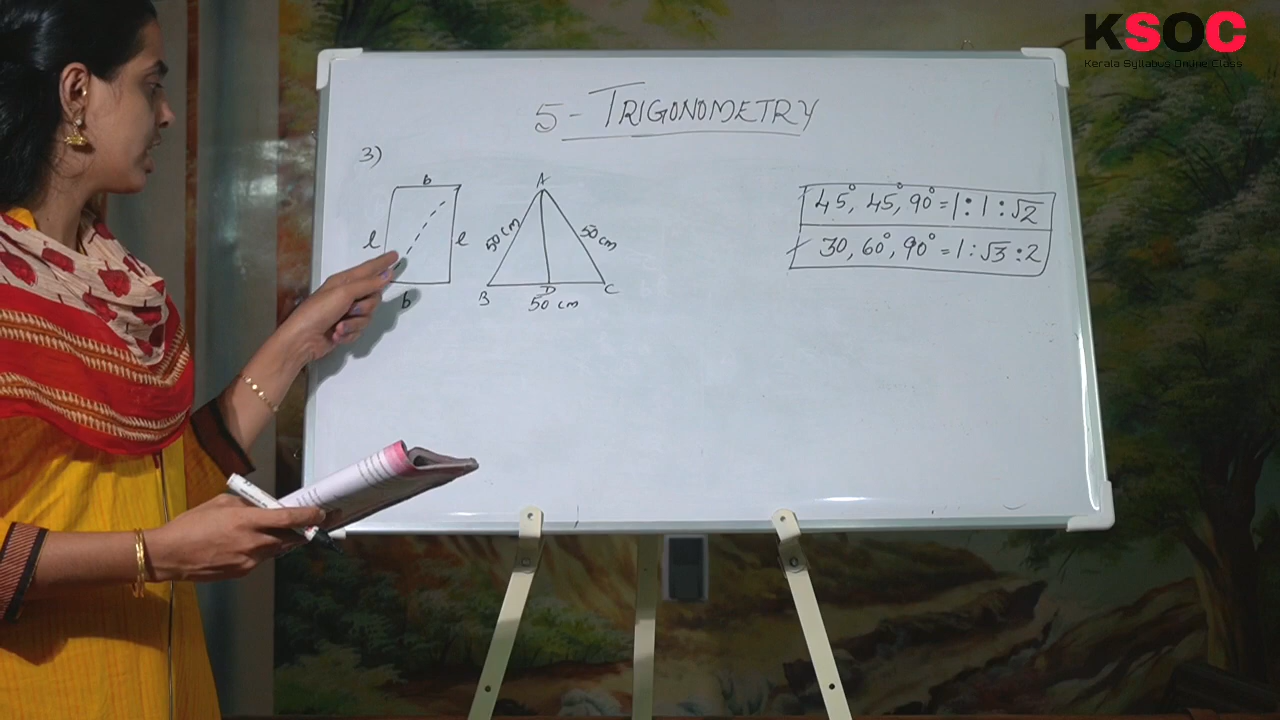 KSOC
Kerala Syllabus Online Class
5 - TRIGONOMETRY
3)
b
l
l
b
A
50 cm
50 cm
B
D
C
50 cm
45°, 45°, 90° = 1 : 1 : √2
30, 60°, 90° = 1 : √3 : 2